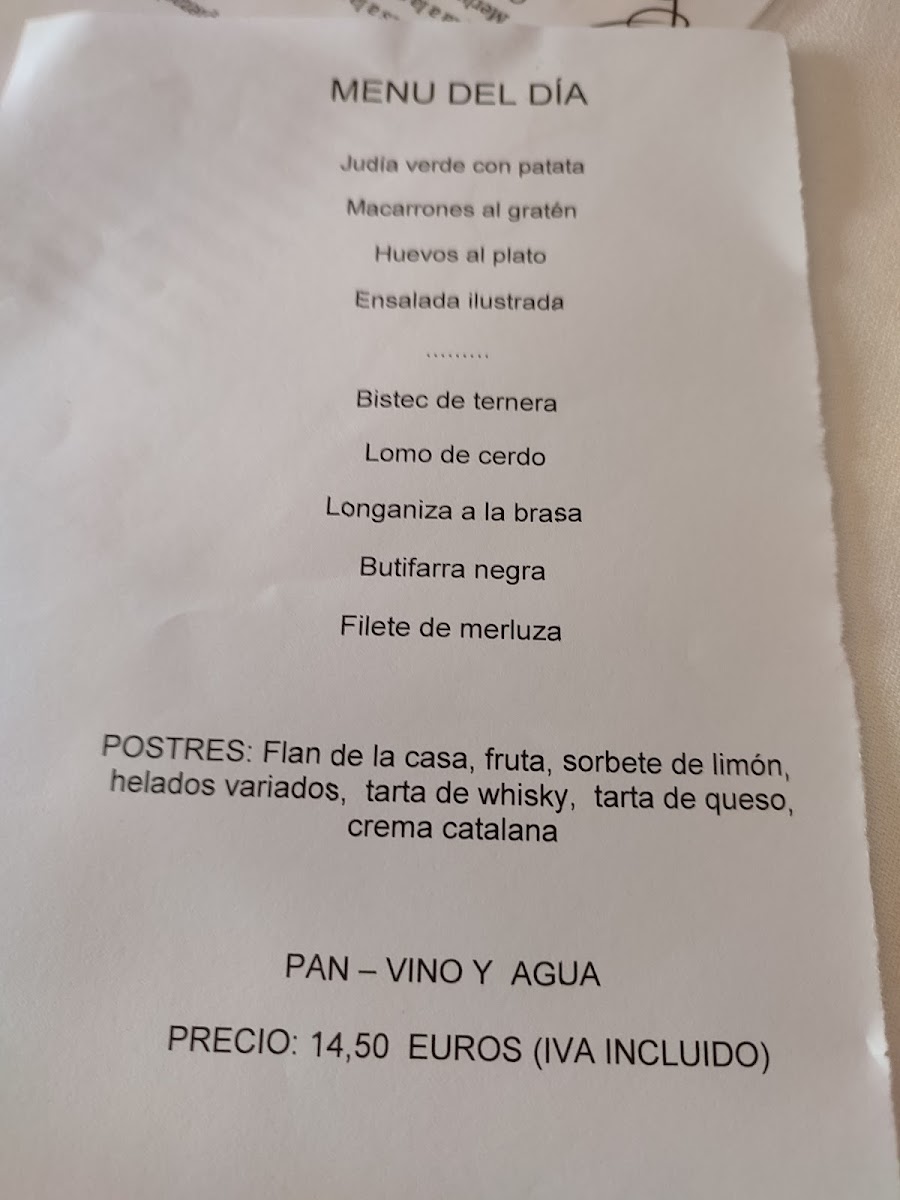 MENU DEL DÍA
Judía verde con patata
Macarrones al gratén
Huevos al plato
Ensalada ilustrada
.........
Bistec de ternera
Lomo de cerdo
Longaniza a la brasa
Butifarra negra
Filete de merluza
POSTRES: Flan de la casa, fruta, sorbete de limón,
helados variados, tarta de whisky, tarta de queso,
crema catalana
PAN – VINO Y AGUA
PRECIO: 14,50 EUROS (IVA INCLUIDO)